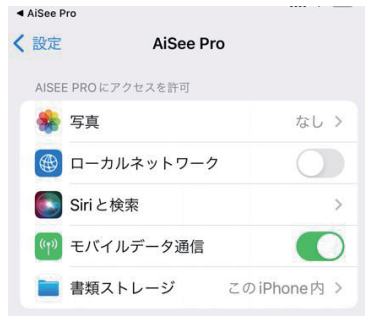 ◀ AiSee Pro
設定
AiSee Pro
AISEE PROにアクセスを許可
写真 なし
ローカルネットワーク
Siriと検索
モバイルデータ通信
書類ストレージ このiPhone内